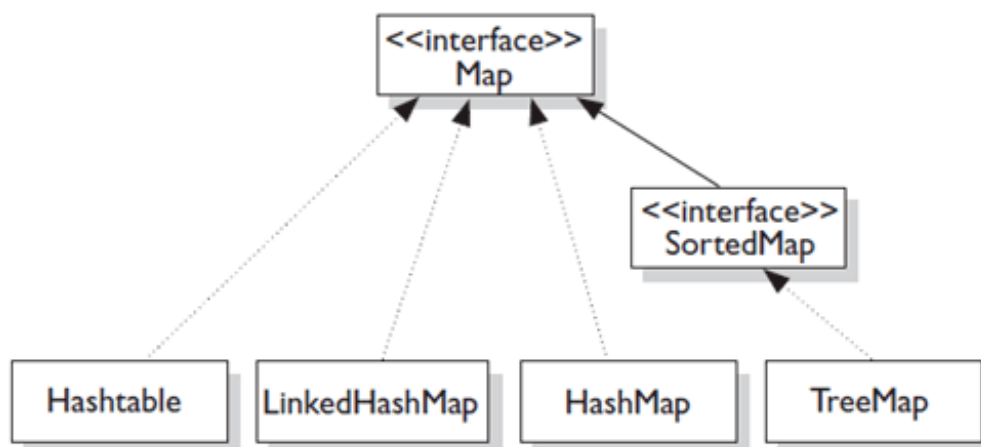 <<interface>>
Map
<<interface>>
SortedMap
Hashtable
LinkedHashMap
HashMap
TreeMap